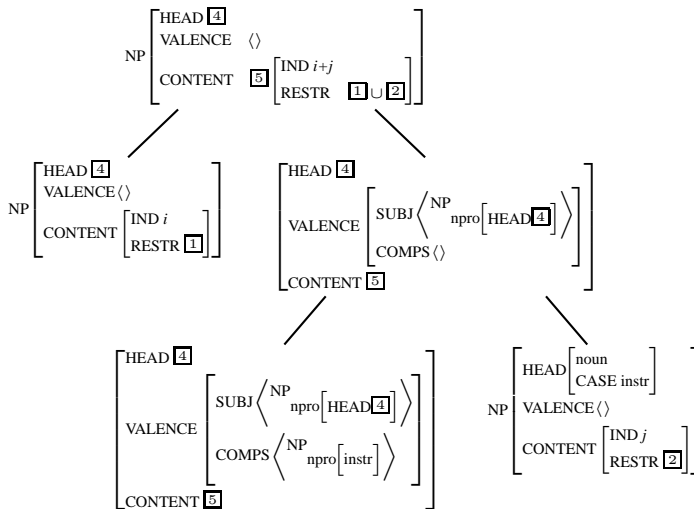 NP
HEAD 4
VALENCE ⟨⟩
CONTENT 5 IND i+j
RESTR 1 ∪ 2
NP
HEAD 4
VALENCE⟨⟩
CONTENT IND i
RESTR 1
HEAD 4
VALENCE SUBJ⟨NP npro[HEAD 4]⟩
COMPS⟨⟩
CONTENT 5
HEAD 4
VALENCE SUBJ⟨NP npro[HEAD 4]⟩
COMPS⟨NP npro[instr]⟩
CONTENT 5
NP
HEAD noun
CASE instr
VALENCE⟨⟩
CONTENT IND j
RESTR 2